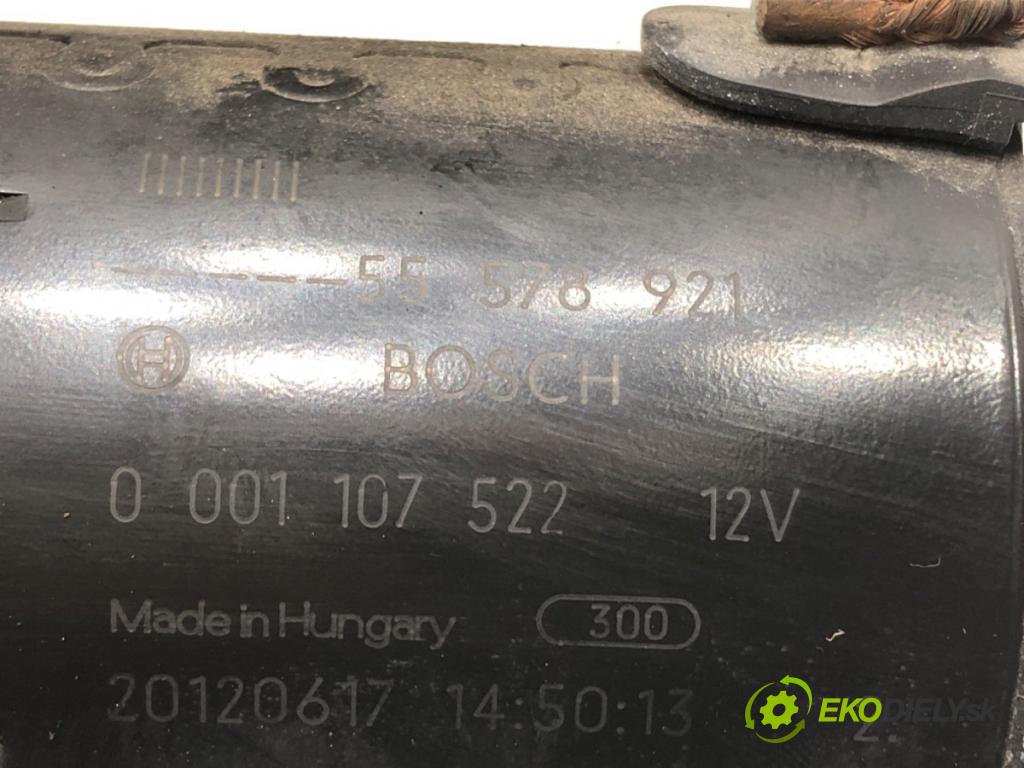 -----55 578 921
BOSCH
0 001 107 522 12V
Made in Hungary 300
20120617 14:50:13 2.
EKODIELY.sk